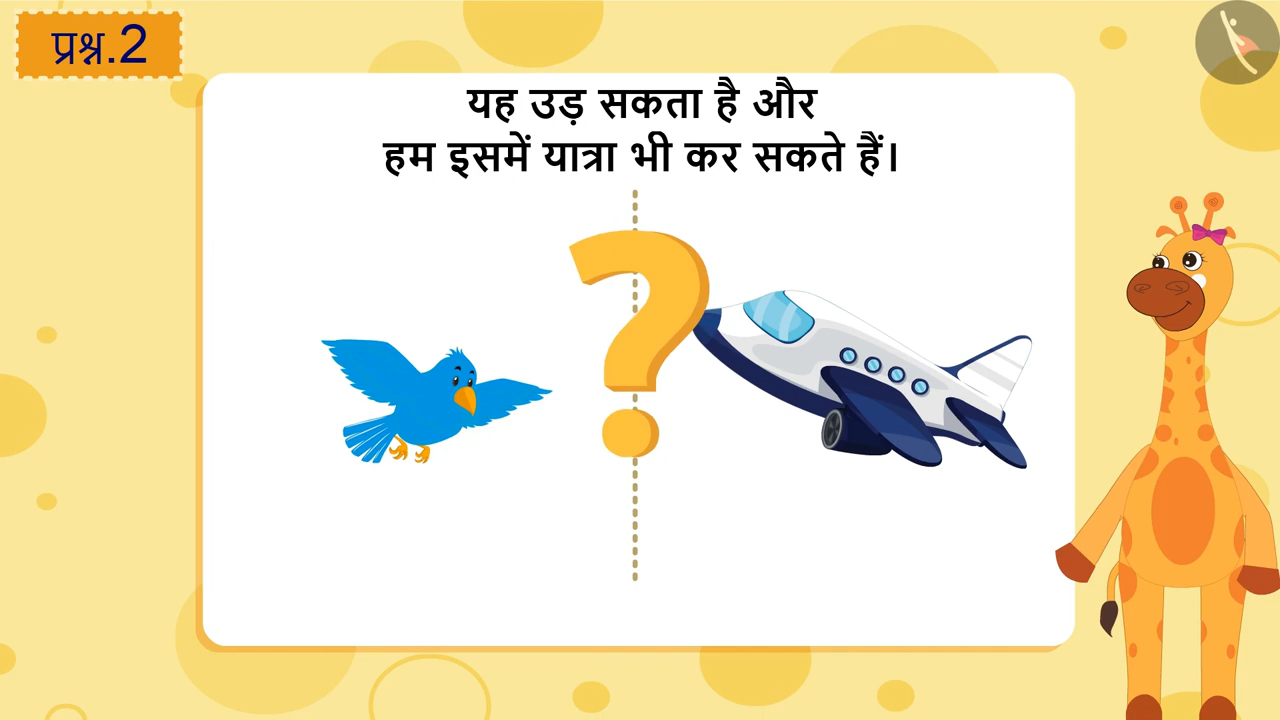 प्रश्न.2
यह उड़ सकता है और
हम इसमें यात्रा भी कर सकते हैं।
?